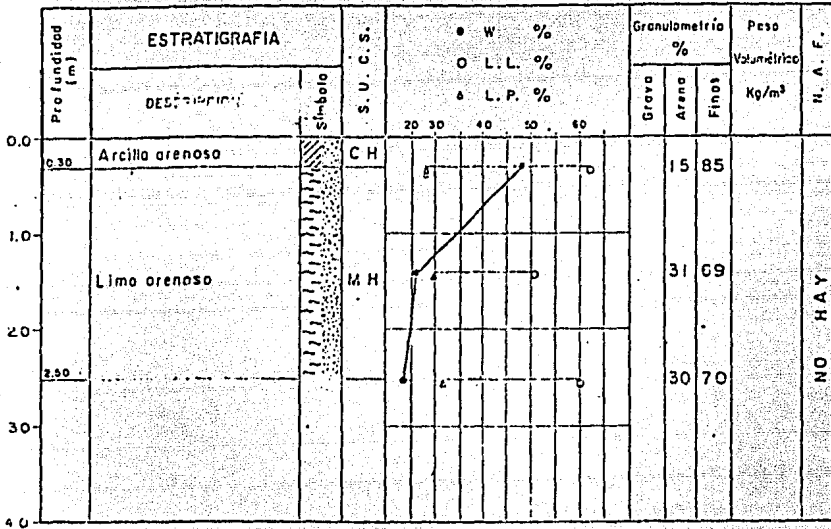 Profundidad (m)
ESTRATIGRAFIA
Símbolo
S. U. C. S.
● W %
○ L.L. %
▵ L.P. %
Granulometría %
Grava
Arena
Finos
Peso
Volumétrico
Kg/m³
N. A. F.
20 30 40 50 60
0.0
0.30
Arcilla arenosa
C H
15 85
1.0
Limo arenoso
M H
31 69
2.0
2.50
30 70
3.0
4.0
NO HAY